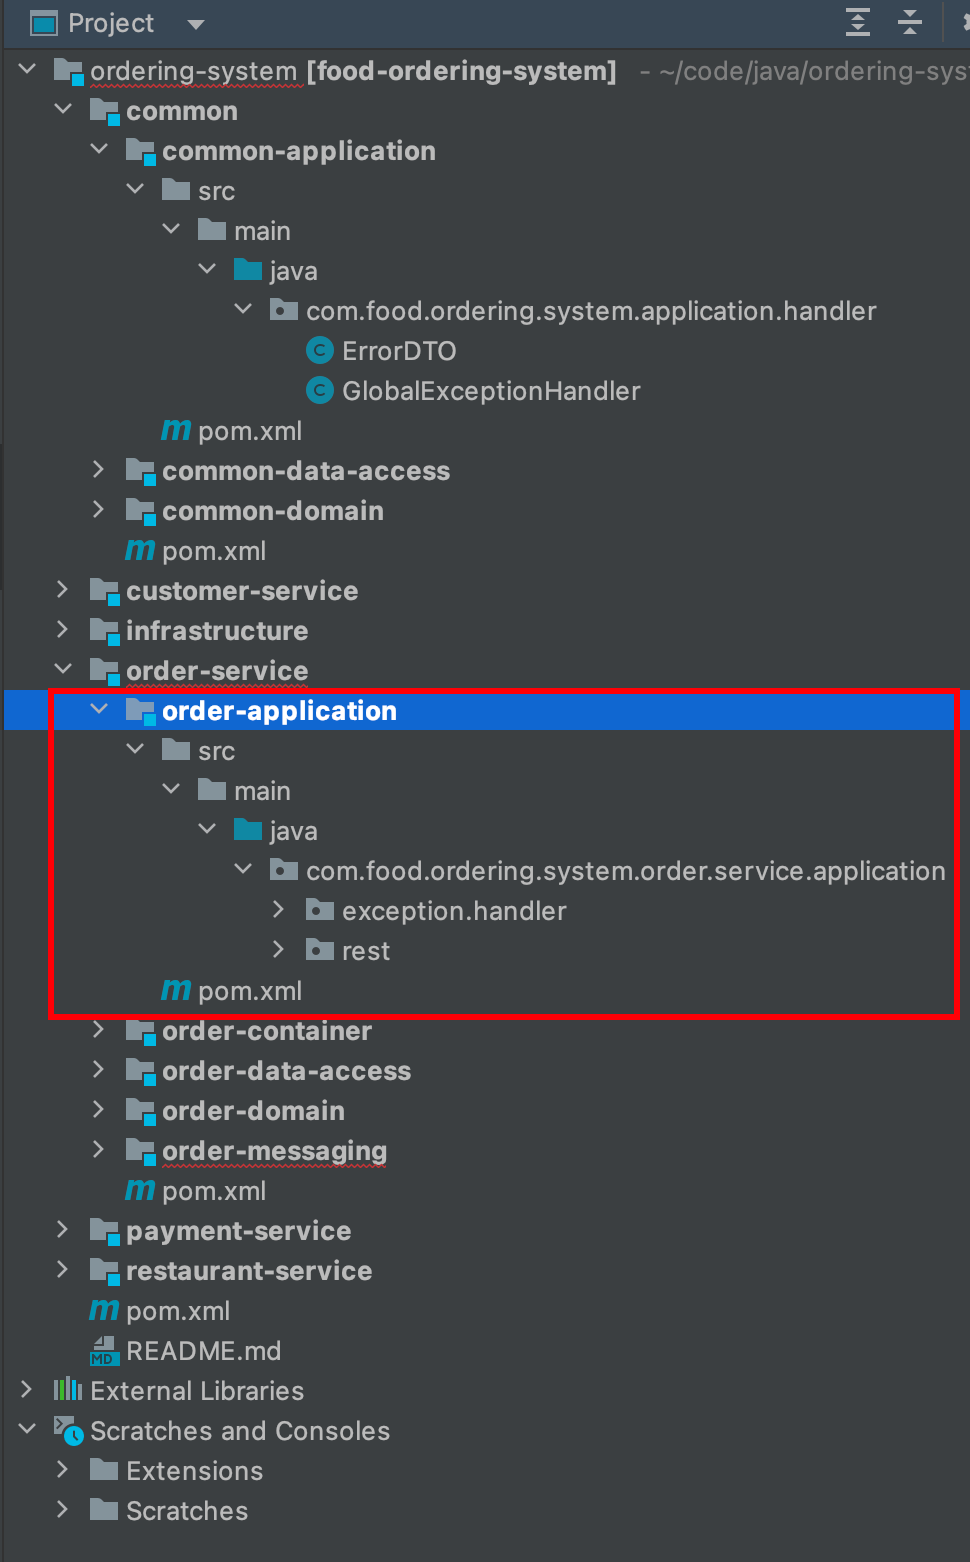 Project
ordering-system [food-ordering-system] - ~/code/java/ordering-sys
common
common-application
src
main
java
com.food.ordering.system.application.handler
C ErrorDTO
C GlobalExceptionHandler
m pom.xml
common-data-access
common-domain
m pom.xml
customer-service
infrastructure
order-service
order-application
src
main
java
com.food.ordering.system.order.service.application
exception.handler
rest
m pom.xml
order-container
order-data-access
order-domain
order-messaging
m pom.xml
payment-service
restaurant-service
m pom.xml
MD README.md
External Libraries
Scratches and Consoles
Extensions
Scratches